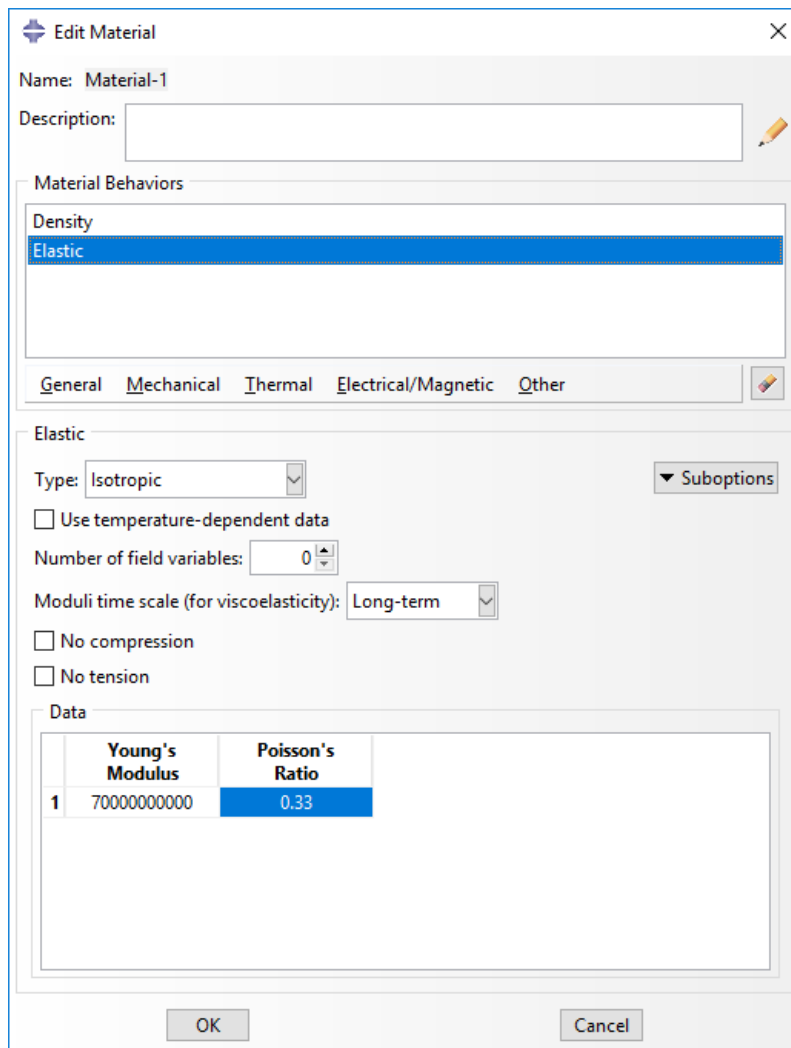 Edit Material
Name: Material-1
Description:
Material Behaviors
Density
Elastic
General Mechanical Thermal Electrical/Magnetic Other
Elastic
Type: Isotropic
Suboptions
Use temperature-dependent data
Number of field variables: 0
Moduli time scale (for viscoelasticity): Long-term
No compression
No tension
Data
Young's Poisson's
Modulus Ratio
1 70000000000 0.33
OK Cancel